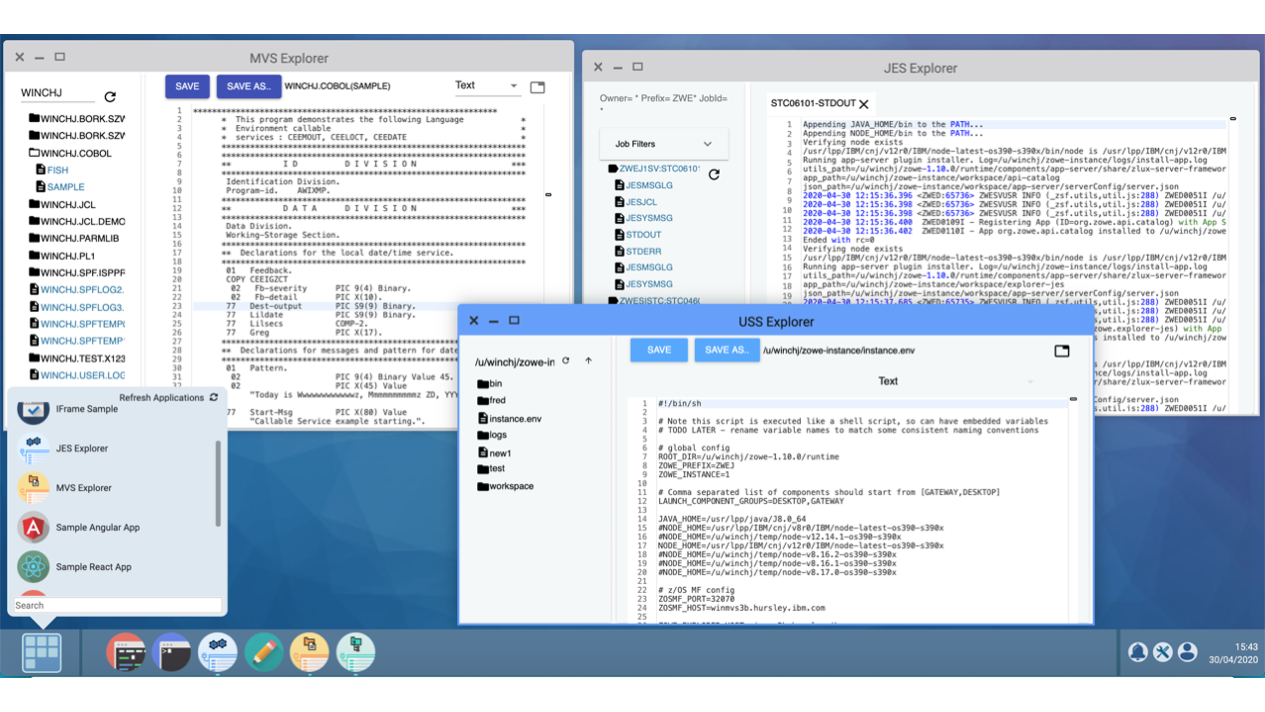 MVS Explorer
WINCHJ
WINCHJ.BORK.SZW
WINCHJ.BORK.SZW
WINCHJ.COBOL
FISH
SAMPLE
WINCHJ.JCL
WINCHJ.JCL.DEMO
WINCHJ.PARMLIB
WINCHJ.PL1
WINCHJ.SPF.ISPPR
WINCHJ.SPFLOG2.
WINCHJ.SPFLOG3.
WINCHJ.SPFTEMP
WINCHJ.SPFTEMP
WINCHJ.TEST.X123
WINCHJ.USER.LOG
SAVE SAVE AS.. WINCHJ.COBOL(SAMPLE) Text
1 ****************************************************************
2 * This program demonstrates the following Language *
3 * Environment callable *
4 * services : CEEMOUT, CEELOCT, CEEDATE *
5 ****************************************************************
6 ****************************************************************
7 ** I D D I V I S I O N ***
8 ****************************************************************
9 Identification Division.
10 Program-id. AWIXMP.
11 ****************************************************************
12 ** D A T A D I V I S I O N ***
13 ****************************************************************
14 Data Division.
15 Working-Storage Section.
16 ****************************************************************
17 ** Declarations for the local date/time service.
18 ****************************************************************
19 01 Feedback.
20 COPY CEEIGZCT
21 02 Fb-severity PIC 9(4) Binary.
22 02 Fb-detail PIC X(10).
23 77 Dest-output PIC S9(9) Binary.
24 77 Lildate PIC S9(9) Binary.
25 77 Lilsecs COMP-2.
26 77 Greg PIC X(17).
27 ****************************************************************
28 ** Declarations for messages and pattern for date
29 ****************************************************************
30 01 Pattern.
31 02 PIC 9(4) Binary Value 45.
32 02 PIC X(45) Value
"Today is Wwwwwwwwwwz, Mmmmmmmmmz ZD, YYY
77 Start-Msg PIC X(80) Value
"Callable Service example starting.".
JES Explorer
Owner= * Prefix= ZWE* JobId=
*
Job Filters
ZWEJ1SV:STC0610
JESMSGLG
JESJCL
JESYSMSG
STDOUT
STDERR
JESMSGLG
JESYSMSG
ZWESISTC:STC046(
STC06101-STDOUT
1 Appending JAVA_HOME/bin to the PATH...
2 Appending NODE_HOME/bin to the PATH...
3 Verifying node exists
4 /usr/lpp/IBM/cnj/v12r0/IBM/node-latest-os390-s390x/bin/node is /usr/lpp/IBM/cnj/v12r0/IBM
5 Running app-server plugin installer. Log=/u/winchj/zowe-instance/logs/install-app.log
6 utils_path=/u/winchj/zowe-1.10.0/runtime/components/app-server/share/zlux-server-framewor
7 app_path=/u/winchj/zowe-instance/workspace/api-catalog
8 json_path=/u/winchj/zowe-instance/workspace/app-server/serverConfig/server.json
9 2020-04-30 12:15:36.396 <ZWED:65736> ZWESVUSR INFO (_zsf.utils,util.js:288) ZWED0051I /u/
10 2020-04-30 12:15:36.398 <ZWED:65736> ZWESVUSR INFO (_zsf.utils,util.js:288) ZWED0051I /u/
11 2020-04-30 12:15:36.398 <ZWED:65736> ZWESVUSR INFO (_zsf.utils,util.js:288) ZWED0051I /u/
12 2020-04-30 12:15:36.400 ZWED0109I - Registering App (ID=org.zowe.api.catalog) with App S
13 2020-04-30 12:15:36.402 ZWED0110I - App org.zowe.api.catalog installed to /u/winchj/zowe
13 Ended with rc=0
14 Verifying node exists
15 /usr/lpp/IBM/cnj/v12r0/IBM/node-latest-os390-s390x/bin/node is /usr/lpp/IBM/cnj/v12r0/IBM
16 Running app-server plugin installer. Log=/u/winchj/zowe-instance/logs/install-app.log
17 utils_path=/u/winchj/zowe-1.10.0/runtime/components/app-server/share/zlux-server-framewor
18 app_path=/u/winchj/zowe-instance/workspace/explorer-jes
19 json_path=/u/winchj/zowe-instance/workspace/app-server/serverConfig/server.json
2020-04-30 12:15:37.685 <ZWED:65735> ZWESVUSR INFO (_zsf.utils,util.js:288) ZWED0051I /u/
s,util.js:288) ZWED0051I /u/
s,util.js:288) ZWED0051I /u/
zowe.explorer-jes) with App
s installed to /u/winchj/zow
/usr/lpp/IBM/cnj/v12r0/IBM
nce/logs/install-app.log
r/share/zlux-server-framewor
s.util.js:288) ZWED0051I /u/
USS Explorer
/u/winchj/zowe-in
bin
fred
instance.env
logs
new1
test
workspace
SAVE SAVE AS.. /u/winchj/zowe-instance/instance.env
Text
1 #!/bin/sh
2
3 # Note this script is executed like a shell script, so can have embedded variables
4 # TODO LATER - rename variable names to match some consistent naming conventions
5
6 # global config
7 ROOT_DIR=/u/winchj/zowe-1.10.0/runtime
8 ZOWE_PREFIX=ZWEJ
9 ZOWE_INSTANCE=1
10
11 # Comma separated list of components should start from [GATEWAY,DESKTOP]
12 LAUNCH_COMPONENT_GROUPS=DESKTOP,GATEWAY
13
14 JAVA_HOME=/usr/lpp/java/J8.0_64
15 #NODE_HOME=/usr/lpp/IBM/cnj/v8r0/IBM/node-latest-os390-s390x
16 #NODE_HOME=/u/winchj/temp/node-v12.14.1-os390-s390x
17 NODE_HOME=/usr/lpp/IBM/cnj/v12r0/IBM/node-latest-os390-s390x
18 #NODE_HOME=/u/winchj/temp/node-v8.16.2-os390-s390x
19 #NODE_HOME=/u/winchj/temp/node-v8.16.1-os390-s390x
20 #NODE_HOME=/u/winchj/temp/node-v8.17.0-os390-s390x
21
22 # z/OS MF config
23 ZOSMF_PORT=32070
24 ZOSMF_HOST=winmvs3b.hursley.ibm.com
25
Refresh Applications
IFrame Sample
JES Explorer
MVS Explorer
Sample Angular App
Sample React App
Search
15:43
30/04/2020